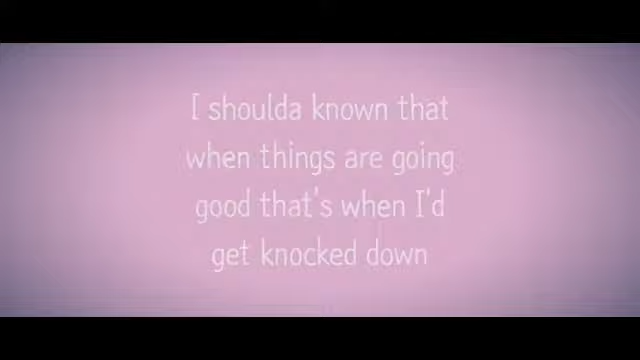 I shoulda known that
when things are going
good that's when I'd
get knocked down